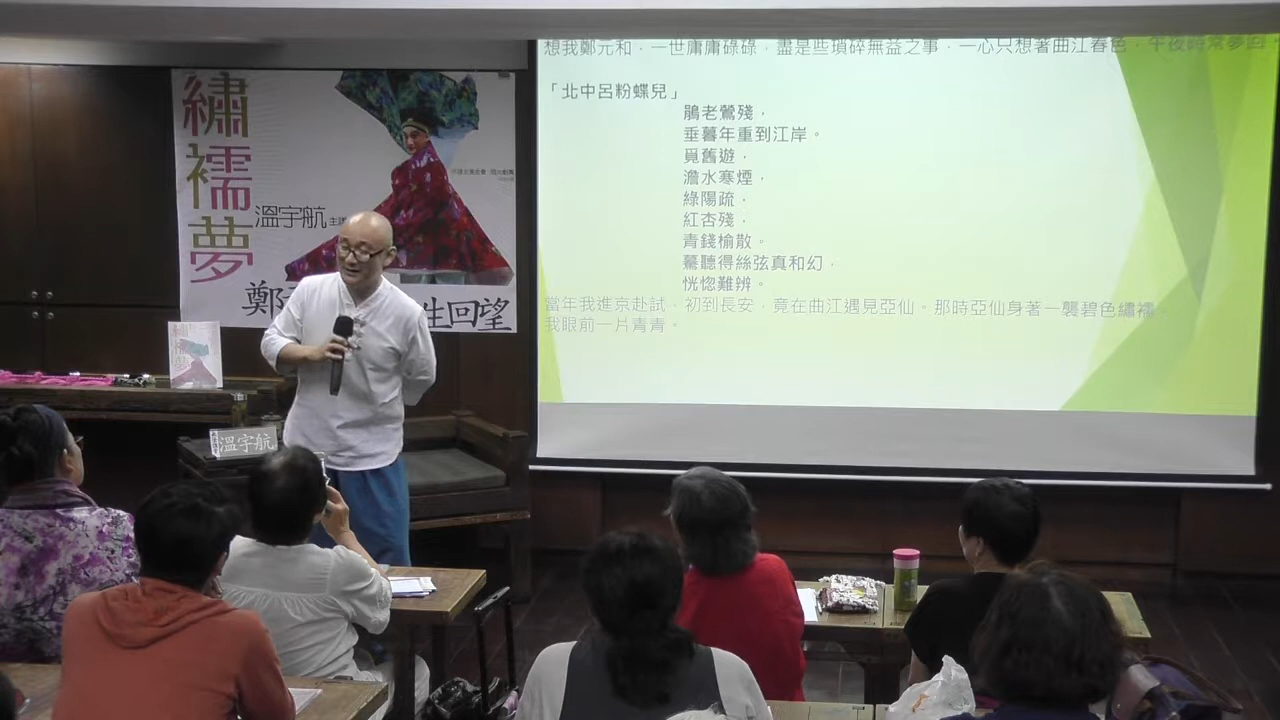 繡襦夢
溫宇航 主講
生回望
溫宇航
想我鄭元和，一世庸庸碌碌，盡是些瑣碎無益之事，一心只想著曲江春色，午夜時常夢回，
「北中呂粉蝶兒」
鵑老鶯殘，
垂暮年重到江岸。
覓舊遊，
澹水寒煙，
綠陽疏，
紅杏殘，
青錢榆散。
驀聽得絲弦真和幻，
恍惚難辨。
當年我進京赴試，初到長安，竟在曲江遇見亞仙。那時亞仙身著一襲碧色繡襦，
我眼前一片青青。